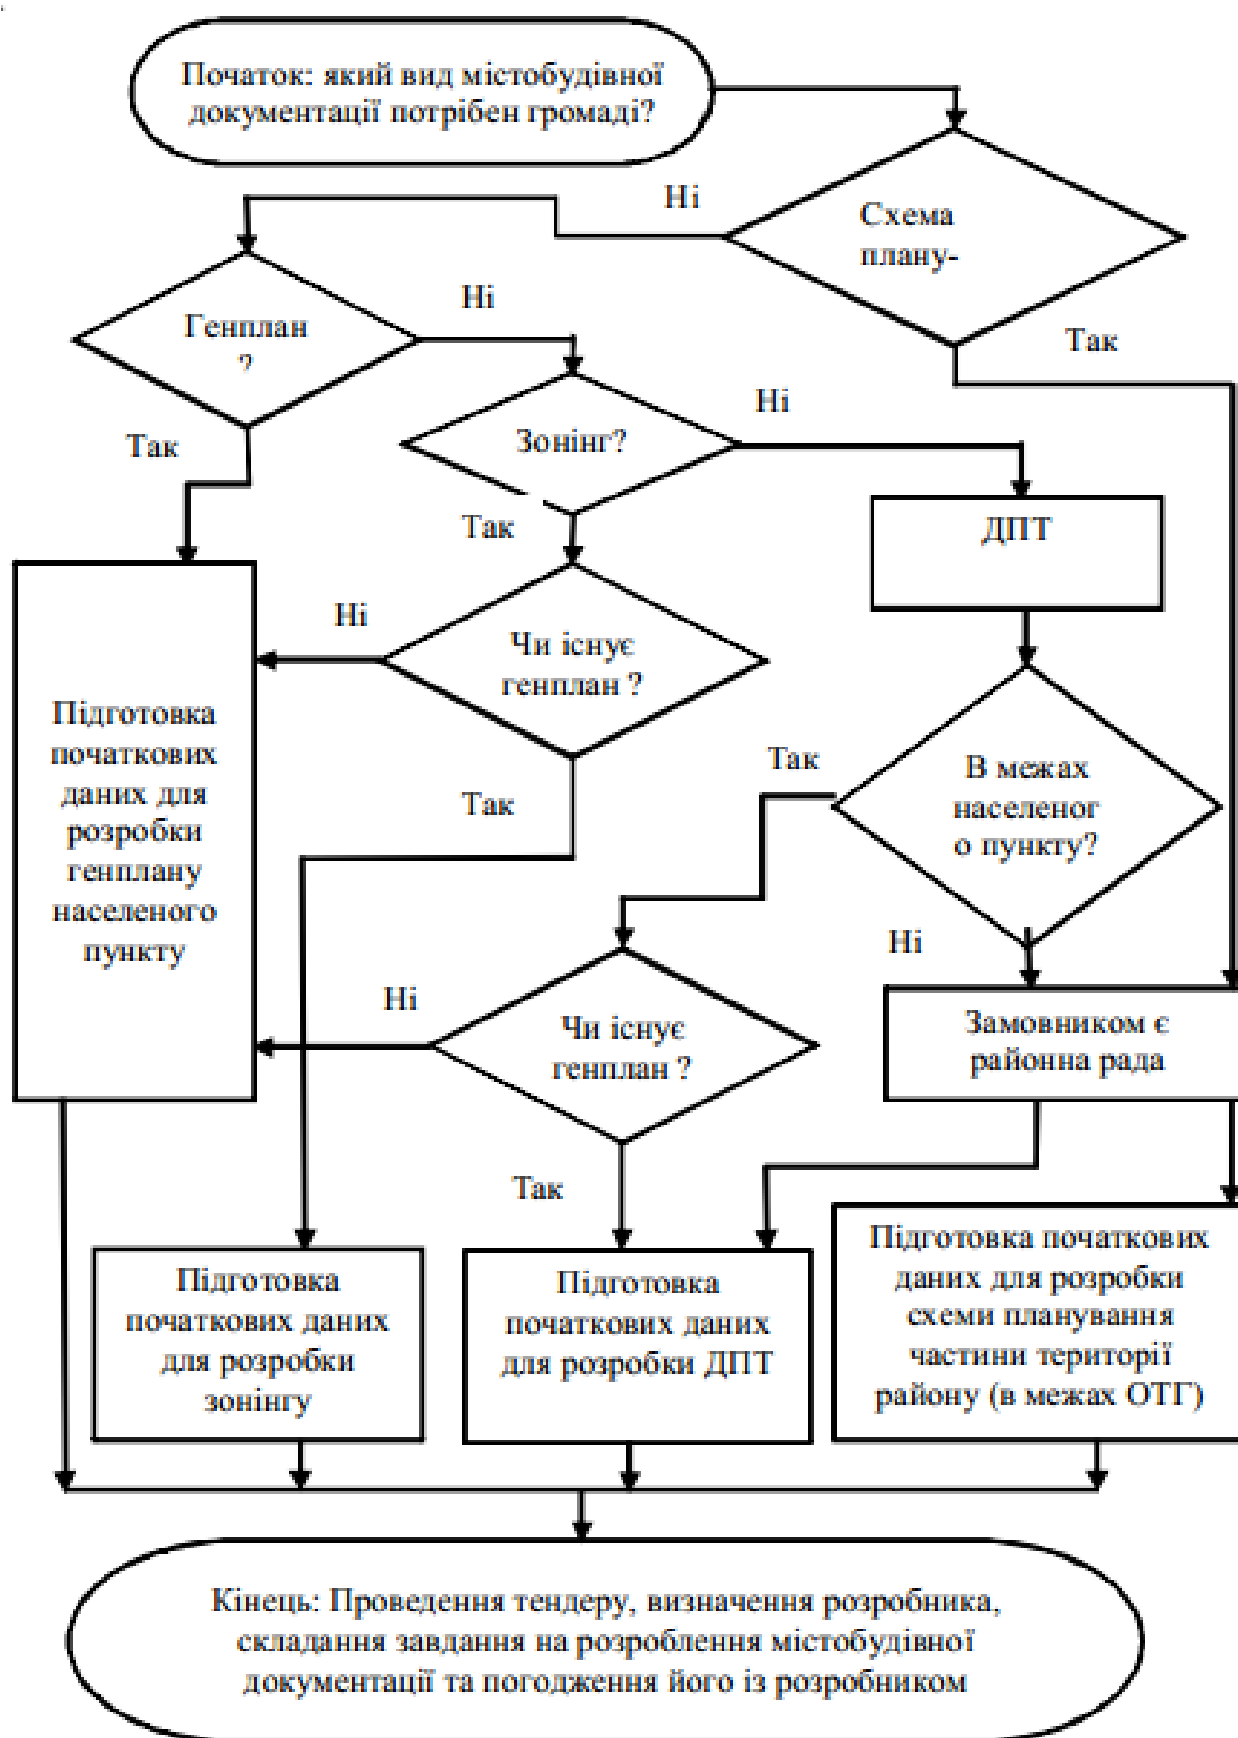 Початок: який вид містобудівної
документації потрібен громаді?
Ні
Схема
плану-
Так
Генплан
?
Ні
Так
Зонінг?
Ні
Так
ДПТ
Чи існує
генплан ?
Ні
Так
Підготовка
початкових
даних для
розробки
генплану
населеного
пункту
В межах
населеног
о пункту?
Так
Ні
Чи існує
генплан ?
Ні
Так
Замовником є
районна рада
Підготовка
початкових даних
для розробки
зонінгу
Підготовка
початкових даних
для розробки ДПТ
Підготовка початкових
даних для розробки
схеми планування
частини території
району (в межах ОТГ)
Кінець: Проведення тендеру, визначення розробника,
складання завдання на розроблення містобудівної
документації та погодження його із розробником